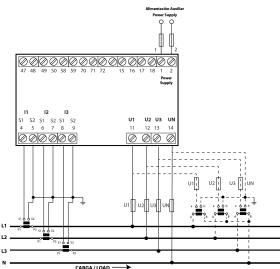 Alimentación Auxiliar
Power Supply
1 2
47 48 49 50 58 59 70 71 72 15 16 17 18 1 2
Power
Supply
I1 I2 I3
S1 S2 S1 S2 S1 S2 U1 U2 U3 UN
4 5 6 7 8 9 11 12 13 14
U1 U2 U3 UN
U1 U2 U3 UN
L1
L2
L3
N
CARGA / LOAD